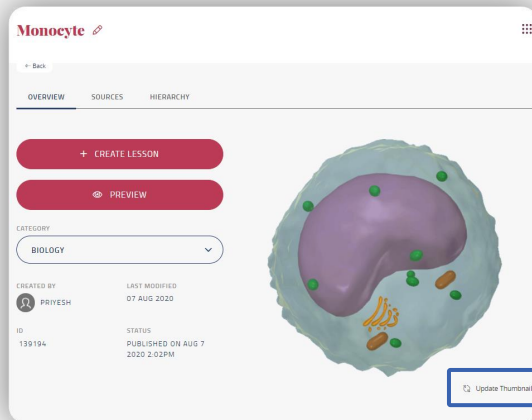 Monocyte
← Back
OVERVIEW SOURCES HIERARCHY
+ CREATE LESSON
PREVIEW
CATEGORY
BIOLOGY
CREATED BY LAST MODIFIED
PRIYESH 07 AUG 2020
ID STATUS
139194 PUBLISHED ON AUG 7
2020 2:02PM
Update Thumbnail